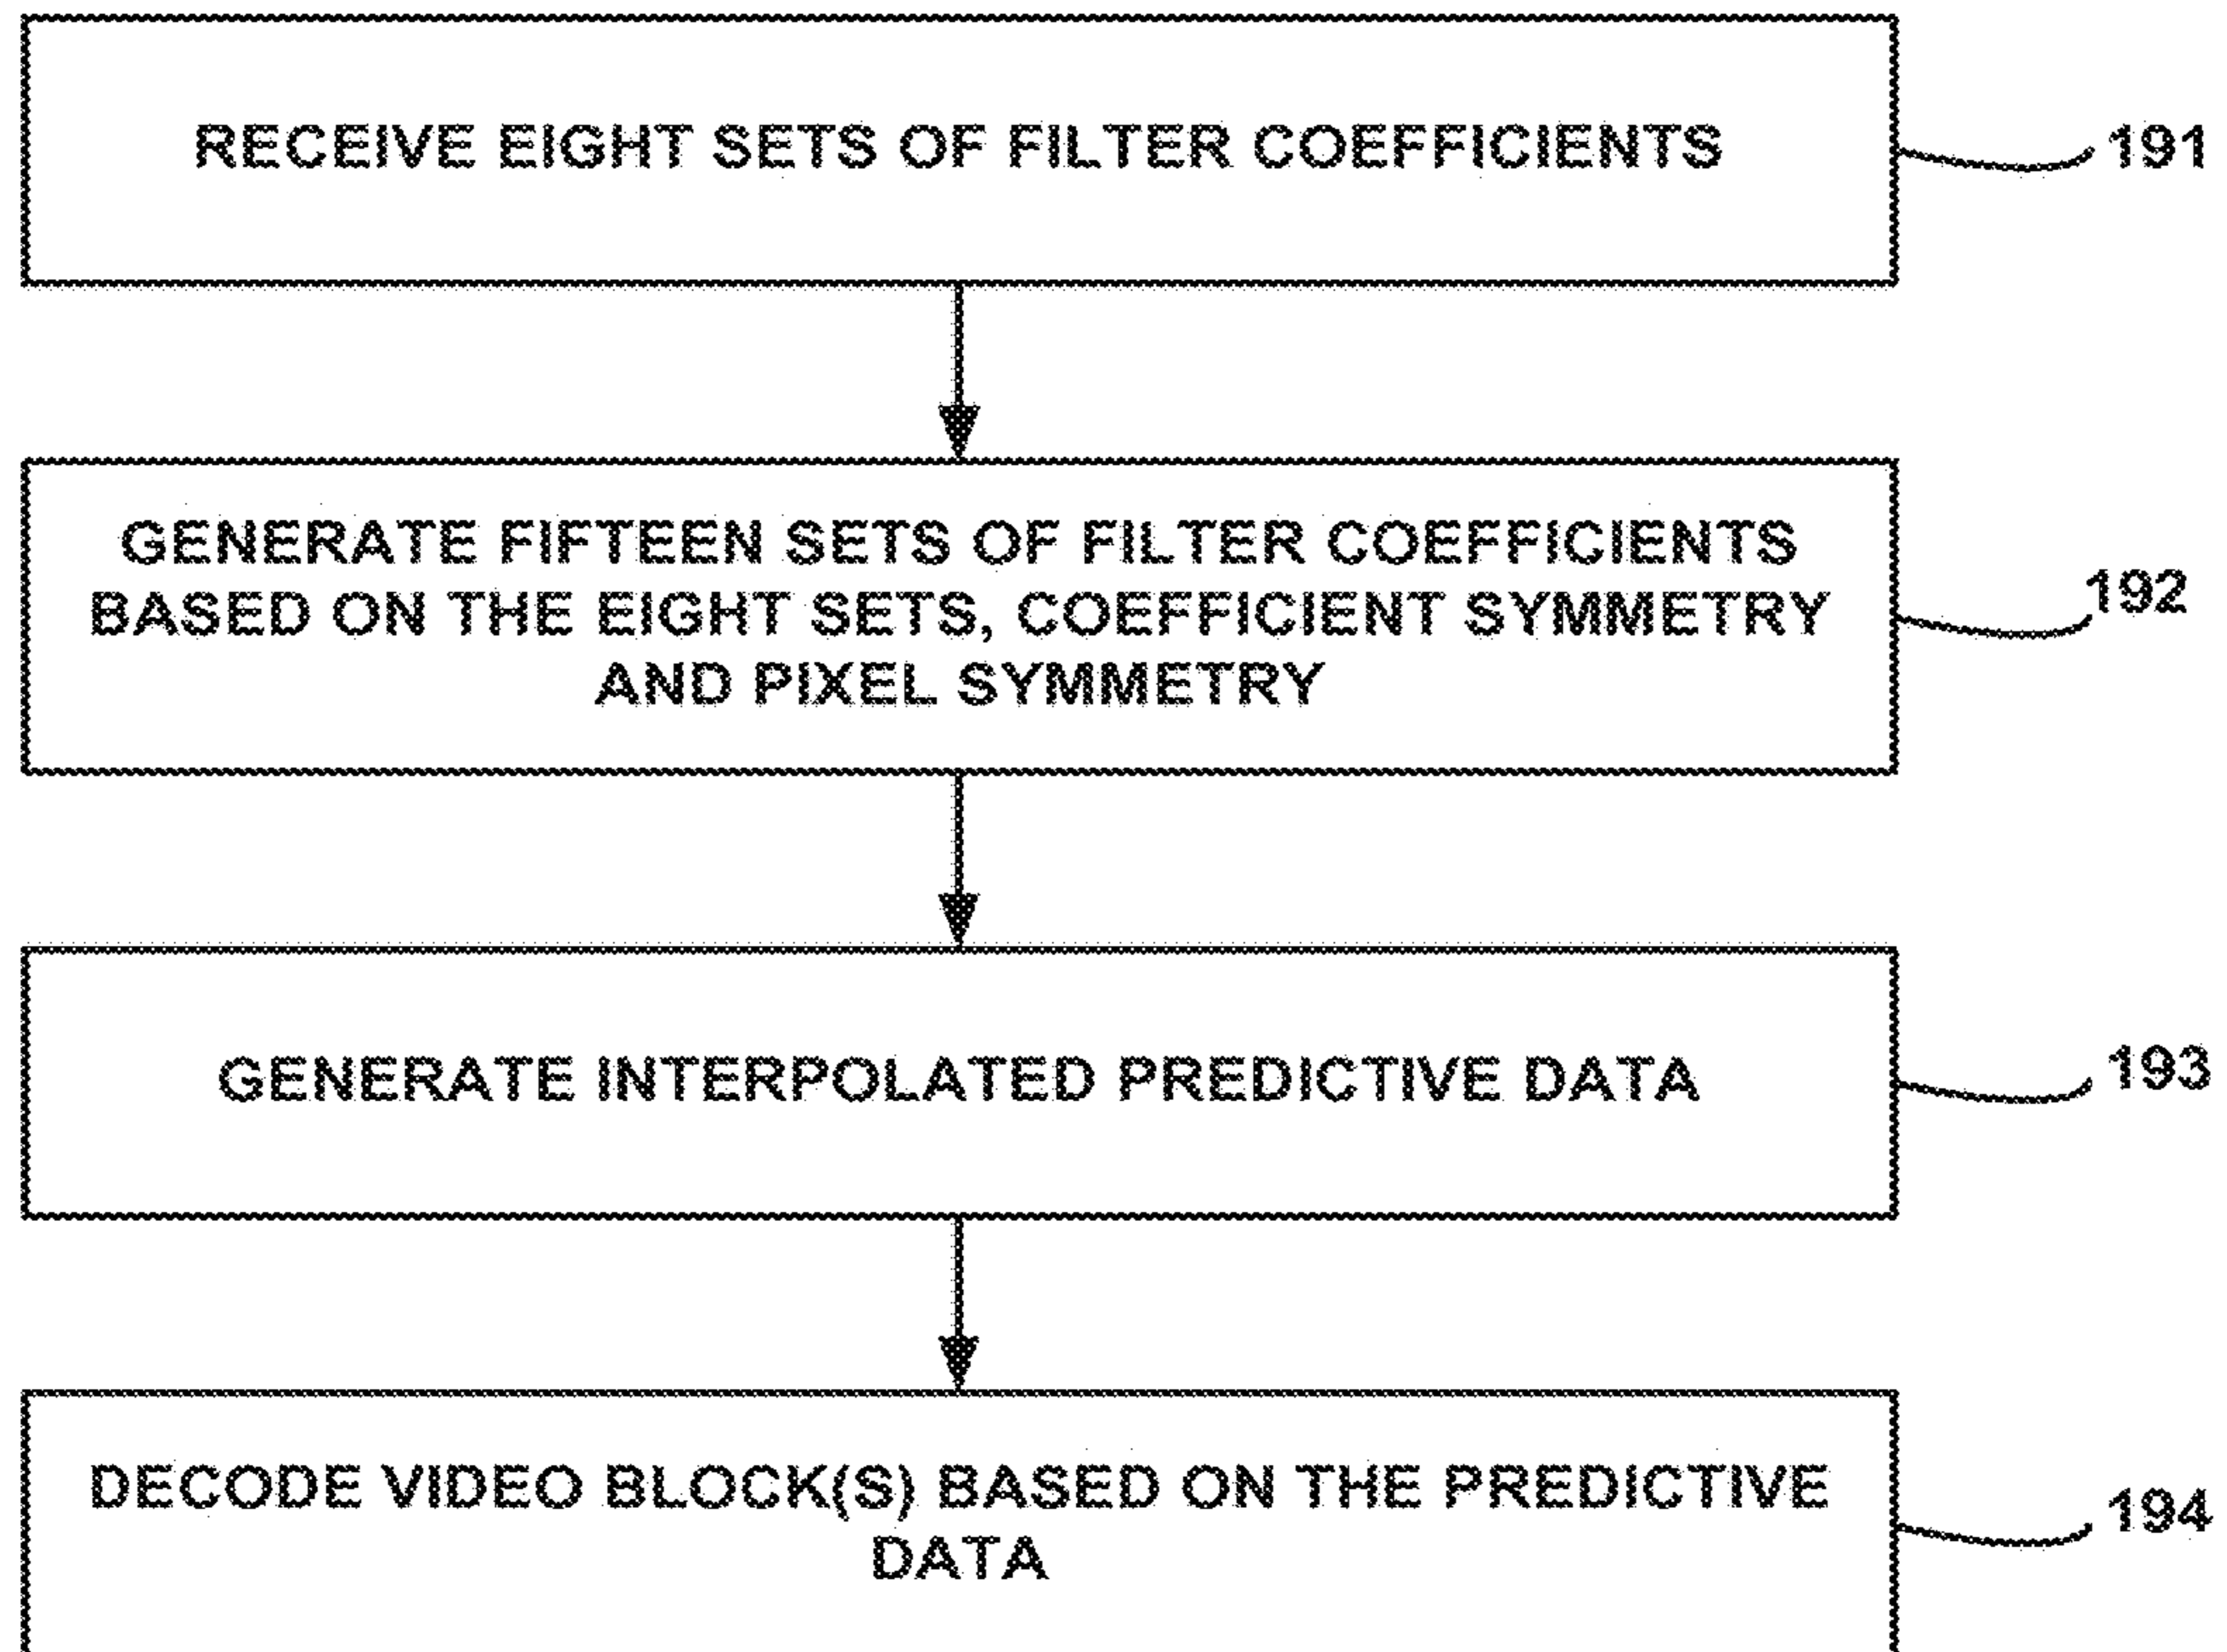 RECEIVE EIGHT SETS OF FILTER COEFFICIENTS
191
GENERATE FIFTEEN SETS OF FILTER COEFFICIENTS
BASED ON THE EIGHT SETS, COEFFICIENT SYMMETRY
AND PIXEL SYMMETRY
192
GENERATE INTERPOLATED PREDICTIVE DATA
193
DECODE VIDEO BLOCK(S) BASED ON THE PREDICTIVE
DATA
194